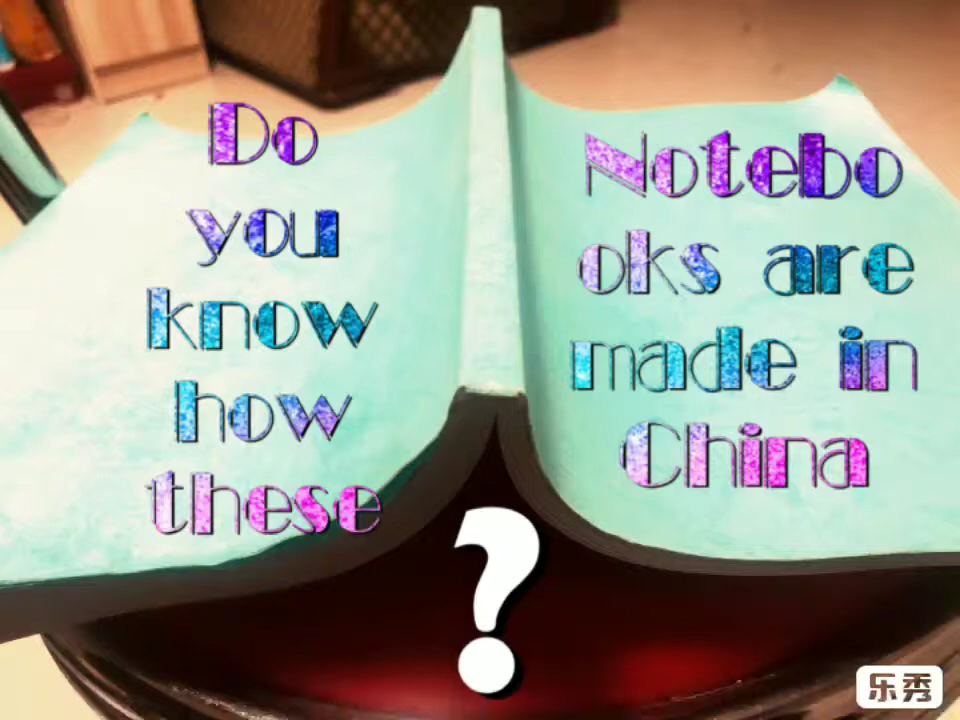 Do
you
know
how
these
Notebo
oks are
made in
China
?
乐秀